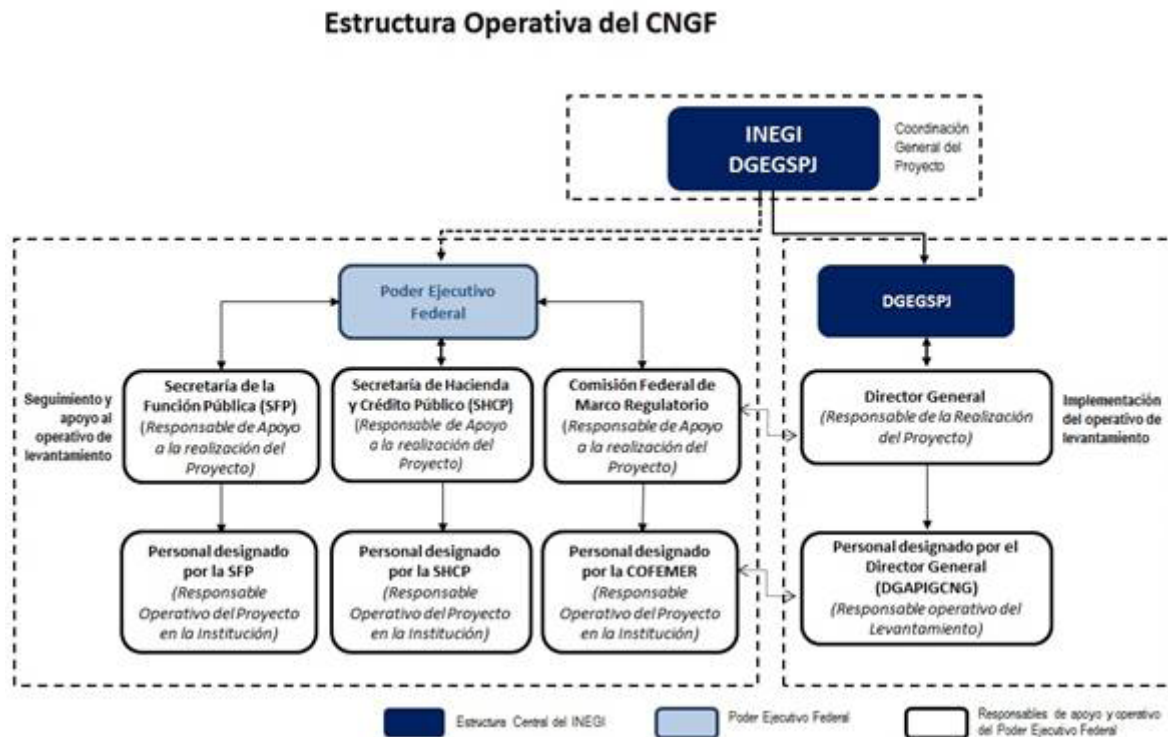 Estructura Operativa del CNGF
INEGI
DGEGSPJ
Coordinación
General del
Proyecto
Poder Ejecutivo
Federal
DGEGSPJ
Seguimiento y
apoyo al
operativo de
levantamiento
Secretaría de la
Función Pública (SFP)
(Responsable de Apoyo
a la realización del
Proyecto)
Secretaría de Hacienda
y Crédito Público (SHCP)
(Responsable de Apoyo
a la realización del
Proyecto)
Comisión Federal de
Marco Regulatorio
(Responsable de Apoyo
a la realización del
Proyecto)
Director General
(Responsable de la Realización
del Proyecto)
Implementación
del operativo de
levantamiento
Personal designado
por la SFP
(Responsable
Operativo del Proyecto
en la Institución)
Personal designado
por la SHCP
(Responsable
Operativo del Proyecto
en la Institución)
Personal designado
por la COFEMER
(Responsable
Operativo del Proyecto
en la Institución)
Personal designado por el
Director General
(DGAPIGCNG)
(Responsable operativo del
Levantamiento)
Estructura Central del INEGI
Poder Ejecutivo Federal
Responsables de apoyo y operativo
del Poder Ejecutivo Federal